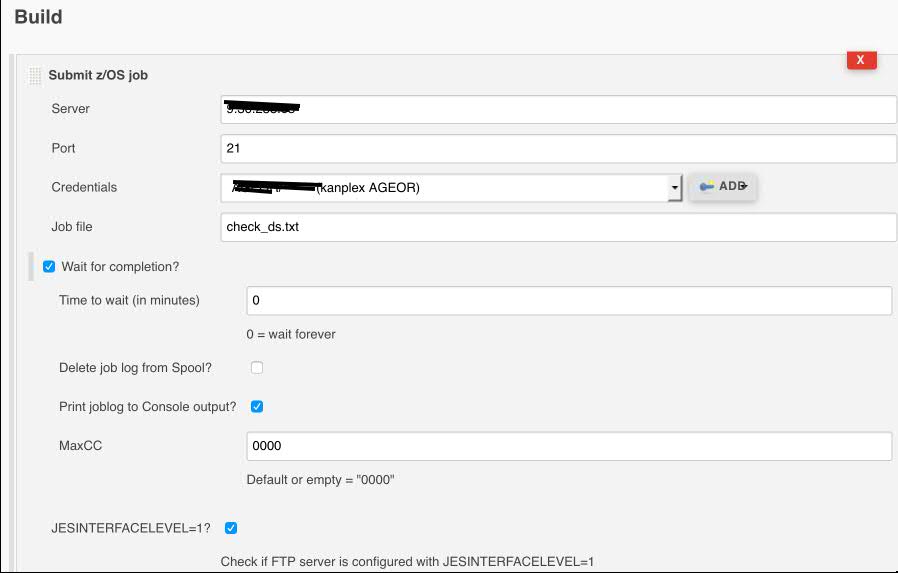 Build
X
Submit z/OS job
Server
Port
21
Credentials
(kanplex AGEOR)
ADD
Job file
check_ds.txt
Wait for completion?
Time to wait (in minutes)
0
0 = wait forever
Delete job log from Spool?
Print joblog to Console output?
MaxCC
0000
Default or empty = "0000"
JESINTERFACELEVEL=1?
Check if FTP server is configured with JESINTERFACELEVEL=1